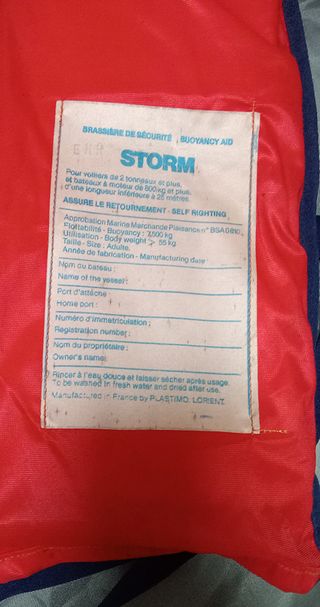 BRASSIÈRE DE SÉCURITÉ , BUOYANCY AID
STORM
Pour voiliers de 2 tonneaux et plus,
et bateaux à moteur de 800kg et plus,
d'une longueur inférieure à 25 mètres.
ASSURE LE RETOURNEMENT - SELF RIGHTING
Approbation Marine Marchande Plaisance n°
Flottabilité - Buoyancy : 7,500 kg
Utilisation - Body weight > 55 kg
Taille - Size : Adulte.
Année de fabrication - Manufacturing date :
Nom du bateau :
Name of the vessel :
Port d'attache :
Home port :
Numéro d'immatriculation :
Registration number :
Nom du propriétaire :
Owner's name:
Rincer à l'eau douce et laisser sécher après usage.
To be washed in fresh water and dried after use.
Manufactured in France by PLASTIMO. LORIENT.